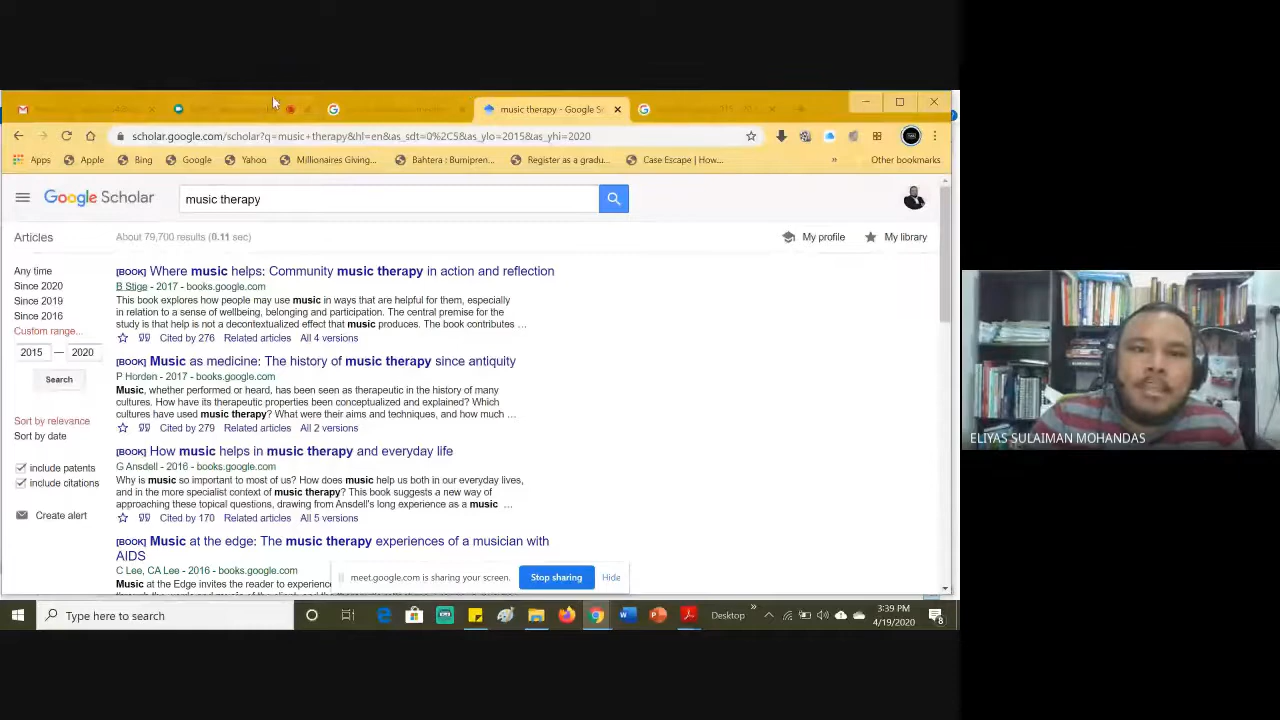 music therapy - Google Sc
scholar.google.com/scholar?q=music+therapy&hl=en&as_sdt=0%2C5&as_ylo=2015&as_yhi=2020
Apps Apple Bing Google Yahoo Millionaires Giving... Bahtera : Bumipren... Register as a gradu... Case Escape | How... » Other bookmarks
Google Scholar
music therapy
Articles
About 79,700 results (0.11 sec)
My profile
My library
Any time
Since 2020
Since 2019
Since 2016
Custom range...
2015 — 2020
Search
Sort by relevance
Sort by date
include patents
include citations
Create alert
[BOOK] Where music helps: Community music therapy in action and reflection
B Stige - 2017 - books.google.com
This book explores how people may use music in ways that are helpful for them, especially
in relation to a sense of wellbeing, belonging and participation. The central premise for the
study is that help is not a decontextualized effect that music produces. The book contributes ...
Cited by 276 Related articles All 4 versions
[BOOK] Music as medicine: The history of music therapy since antiquity
P Horden - 2017 - books.google.com
Music, whether performed or heard, has been seen as therapeutic in the history of many
cultures. How have its therapeutic properties been conceptualized and explained? Which
cultures have used music therapy? What were their aims and techniques, and how much ...
Cited by 279 Related articles All 2 versions
[BOOK] How music helps in music therapy and everyday life
G Ansdell - 2016 - books.google.com
Why is music so important to most of us? How does music help us both in our everyday lives,
and in the more specialist context of music therapy? This book suggests a new way of
approaching these topical questions, drawing from Ansdell's long experience as a music ...
Cited by 170 Related articles All 5 versions
[BOOK] Music at the edge: The music therapy experiences of a musician with
AIDS
C Lee, CA Lee - 2016 - books.google.com
Music at the Edge invites the reader to experience
meet.google.com is sharing your screen. Stop sharing Hide
ELIYAS SULAIMAN MOHANDAS
Type here to search
Desktop »
3:39 PM
4/19/2020
8